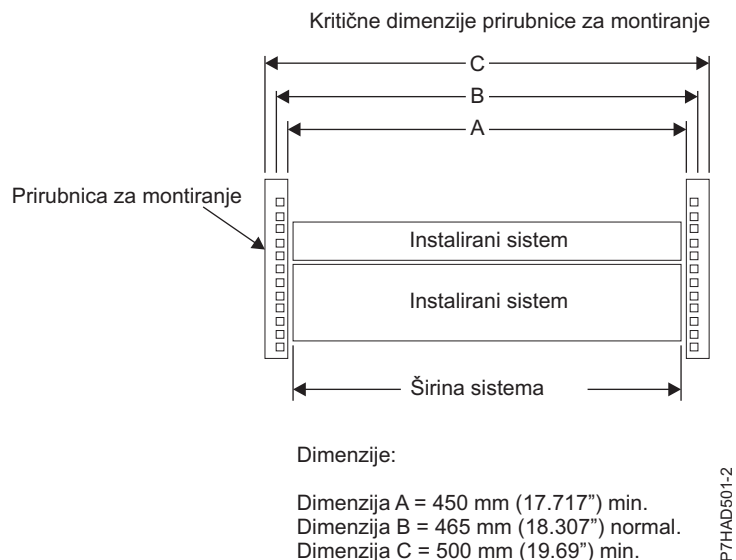 Kritične dimenzije prirubnice za montiranje
C
B
A
Prirubnica za montiranje
Instalirani sistem
Instalirani sistem
Širina sistema
Dimenzije:
Dimenzija A = 450 mm (17.717”) min.
Dimenzija B = 465 mm (18.307”) normal.
Dimenzija C = 500 mm (19.69”) min.
P7HAD501-2